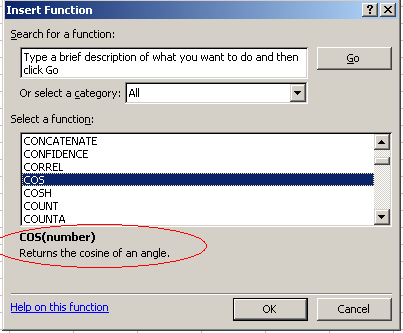 Insert Function
Search for a function:
Type a brief description of what you want to do and then
click Go
Go
Or select a category: All
Select a function:
CONCATENATE
CONFIDENCE
CORREL
COS
COSH
COUNT
COUNTA
COS(number)
Returns the cosine of an angle.
Help on this function
OK
Cancel